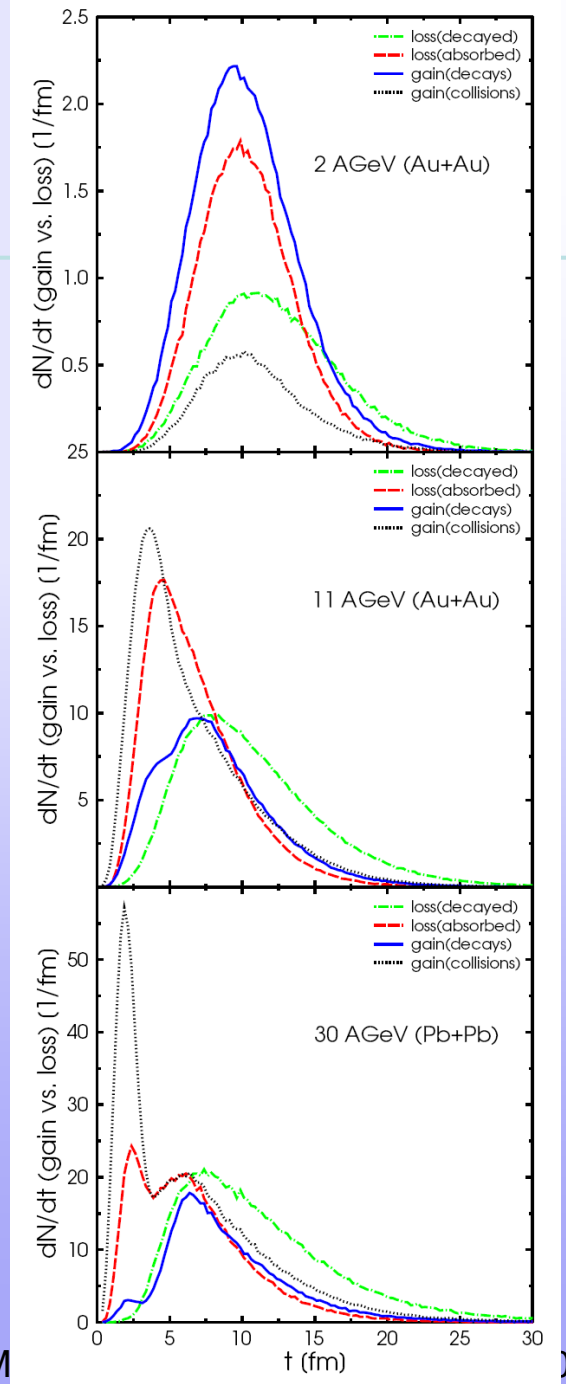 2.5
2.0
1.5
1.0
0.5
dN/dt (gain vs. loss) (1/fm)
loss(decayed)
loss(absorbed)
gain(decays)
gain(collisions)
2 AGeV (Au+Au)
25
20
15
10
5
dN/dt (gain vs. loss) (1/fm)
loss(decayed)
loss(absorbed)
gain(decays)
gain(collisions)
11 AGeV (Au+Au)
50
40
30
20
10
0
dN/dt (gain vs. loss) (1/fm)
loss(decayed)
loss(absorbed)
gain(decays)
gain(collisions)
30 AGeV (Pb+Pb)
0 5 10 15 20 25 30
t (fm)